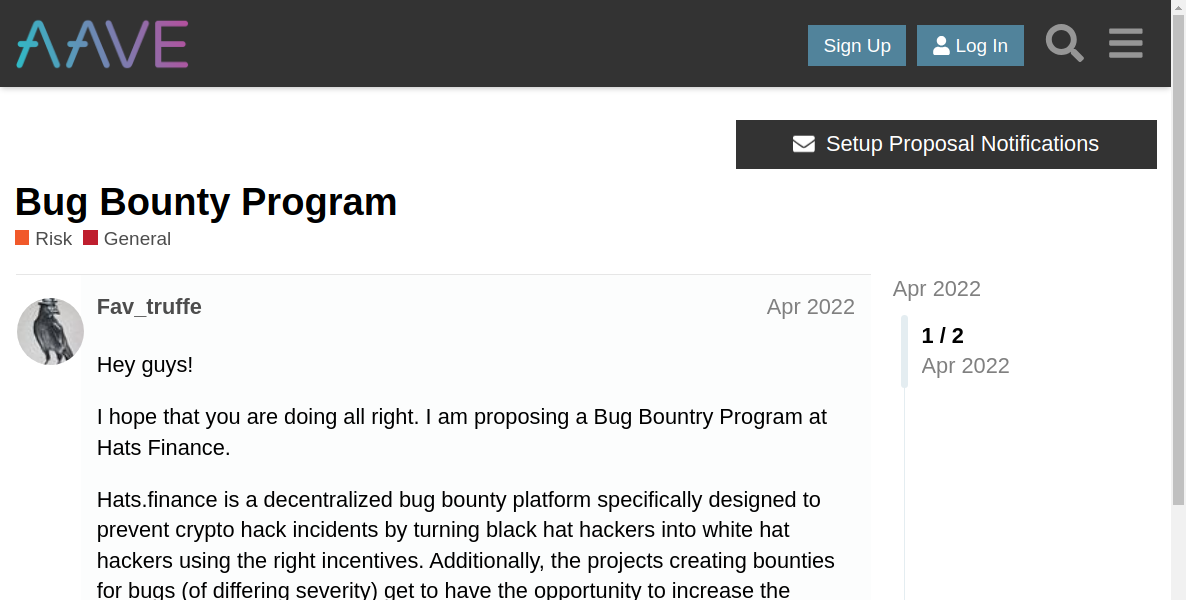 AAVE
Sign Up
Log In
Setup Proposal Notifications
Bug Bounty Program
Risk
General
Fav_truffe
Apr 2022
Hey guys!
I hope that you are doing all right. I am proposing a Bug Bountry Program at
Hats Finance.
Hats.finance is a decentralized bug bounty platform specifically designed to
prevent crypto hack incidents by turning black hat hackers into white hat
hackers using the right incentives. Additionally, the projects creating bounties
for bugs (of differing severity) get to have the opportunity to increase the
Apr 2022
1 / 2
Apr 2022